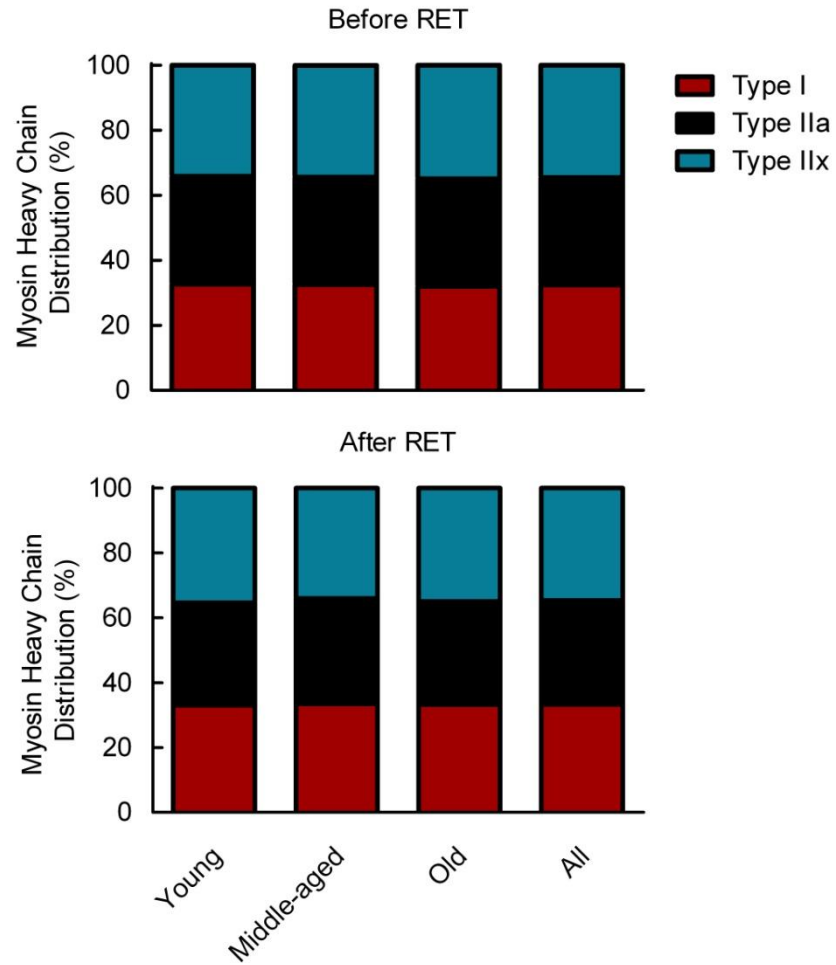 Before RET
Myosin Heavy Chain
Distribution (%)
100
80
60
40
20
0
Type I
Type IIa
Type IIx
After RET
Myosin Heavy Chain
Distribution (%)
100
80
60
40
20
0
Young
Middle-aged
Old
All